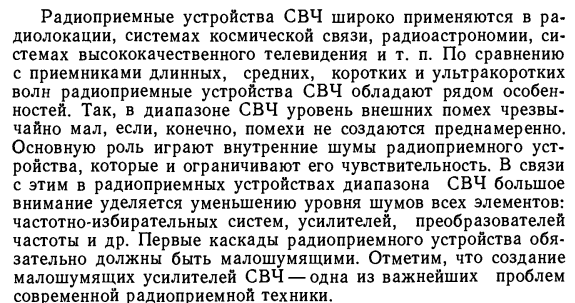 Радиоприемные устройства СВЧ широко применяются в ра-
диолокации, системах космической связи, радиоастрономии, си-
стемах высококачественного телевидения и т. п. По сравнению
с приемниками длинных, средних, коротких и ультракоротких
волн радиоприемные устройства СВЧ обладают рядом особен-
ностей. Так, в диапазоне СВЧ уровень внешних помех чрезвы-
чайно мал, если, конечно, помехи не создаются преднамеренно.
Основную роль играют внутренние шумы радиоприемного уст-
ройства, которые и ограничивают его чувствительность. В связи
с этим в радиоприемных устройствах диапазона СВЧ большое
внимание уделяется уменьшению уровня шумов всех элементов:
частотно-избирательных систем, усилителей, преобразователей
частоты и др. Первые каскады радиоприемного устройства обя-
зательно должны быть малошумящими. Отметим, что создание
малошумящих усилителей СВЧ — одна из важнейших проблем
современной радиоприемной техники.